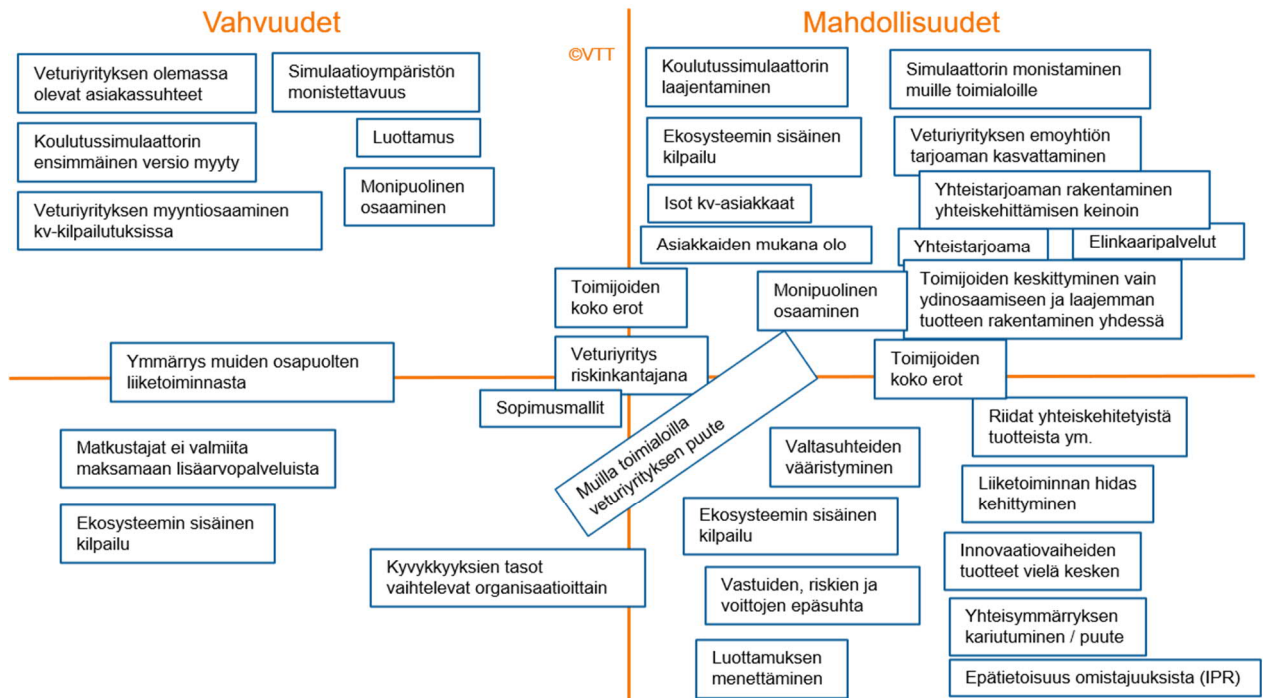 Vahvuudet
Mahdollisuudet
©VTT
Veturiyrityksen olemassa
olevat asiakassuhteet
Simulaatioympäristön
monistettavuus
Koulutussimulaattorin
ensimmäinen versio myyty
Luottamus
Monipuolinen
osaaminen
Veturiyrityksen myyntiosaaminen
kv-kilpailutuksissa
Koulutussimulaattorin
laajentaminen
Simulaattorin monistaminen
muille toimialoille
Ekosysteemin sisäinen
kilpailu
Veturiyrityksen emoyhtiön
tarjoaman kasvattaminen
Isot kv-asiakkaat
Yhteistarjoaman rakentaminen
yhteiskehittämisen keinoin
Asiakkaiden mukana olo
Yhteistarjoama
Elinkaaripalvelut
Toimijoiden
koko erot
Monipuolinen
osaaminen
Toimijoiden keskittyminen vain
ydinosaamiseen ja laajemman
tuotteen rakentaminen yhdessä
Ymmärrys muiden osapuolten
liiketoiminnasta
Veturiyritys
riskinkantajana
Toimijoiden
koko erot
Sopimusmallit
Muilla toimialoilla
veturiyrityksen puute
Riidat yhteiskehitetyistä
tuotteista ym.
Matkustajat ei valmiita
maksamaan lisäarvopalveluista
Valtasuhteiden
vääristyminen
Liiketoiminnan hidas
kehittyminen
Ekosysteemin sisäinen
kilpailu
Ekosysteemin sisäinen
kilpailu
Innovaatiovaiheiden
tuotteet vielä kesken
Kyvykkyyksien tasot
vaihtelevat organisaatioittain
Vastuiden, riskien ja
voittojen epäsuhta
Yhteisymmärryksen
kariutuminen / puute
Luottamuksen
menettäminen
Epätietoisuus omistajuuksista (IPR)